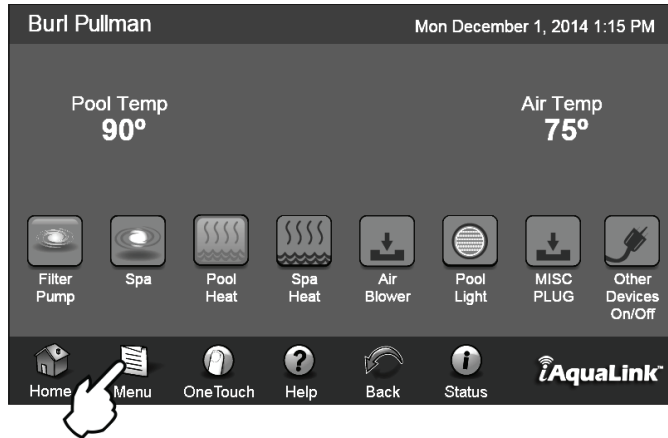 Burl Pullman
Mon December 1, 2014 1:15 PM
Pool Temp
90º
Air Temp
75º
Filter
Pump
Spa
Pool
Heat
Spa
Heat
Air
Blower
Pool
Light
MISC
PLUG
Other
Devices
On/Off
Home
Menu
OneTouch
Help
Back
Status
iAquaLink™